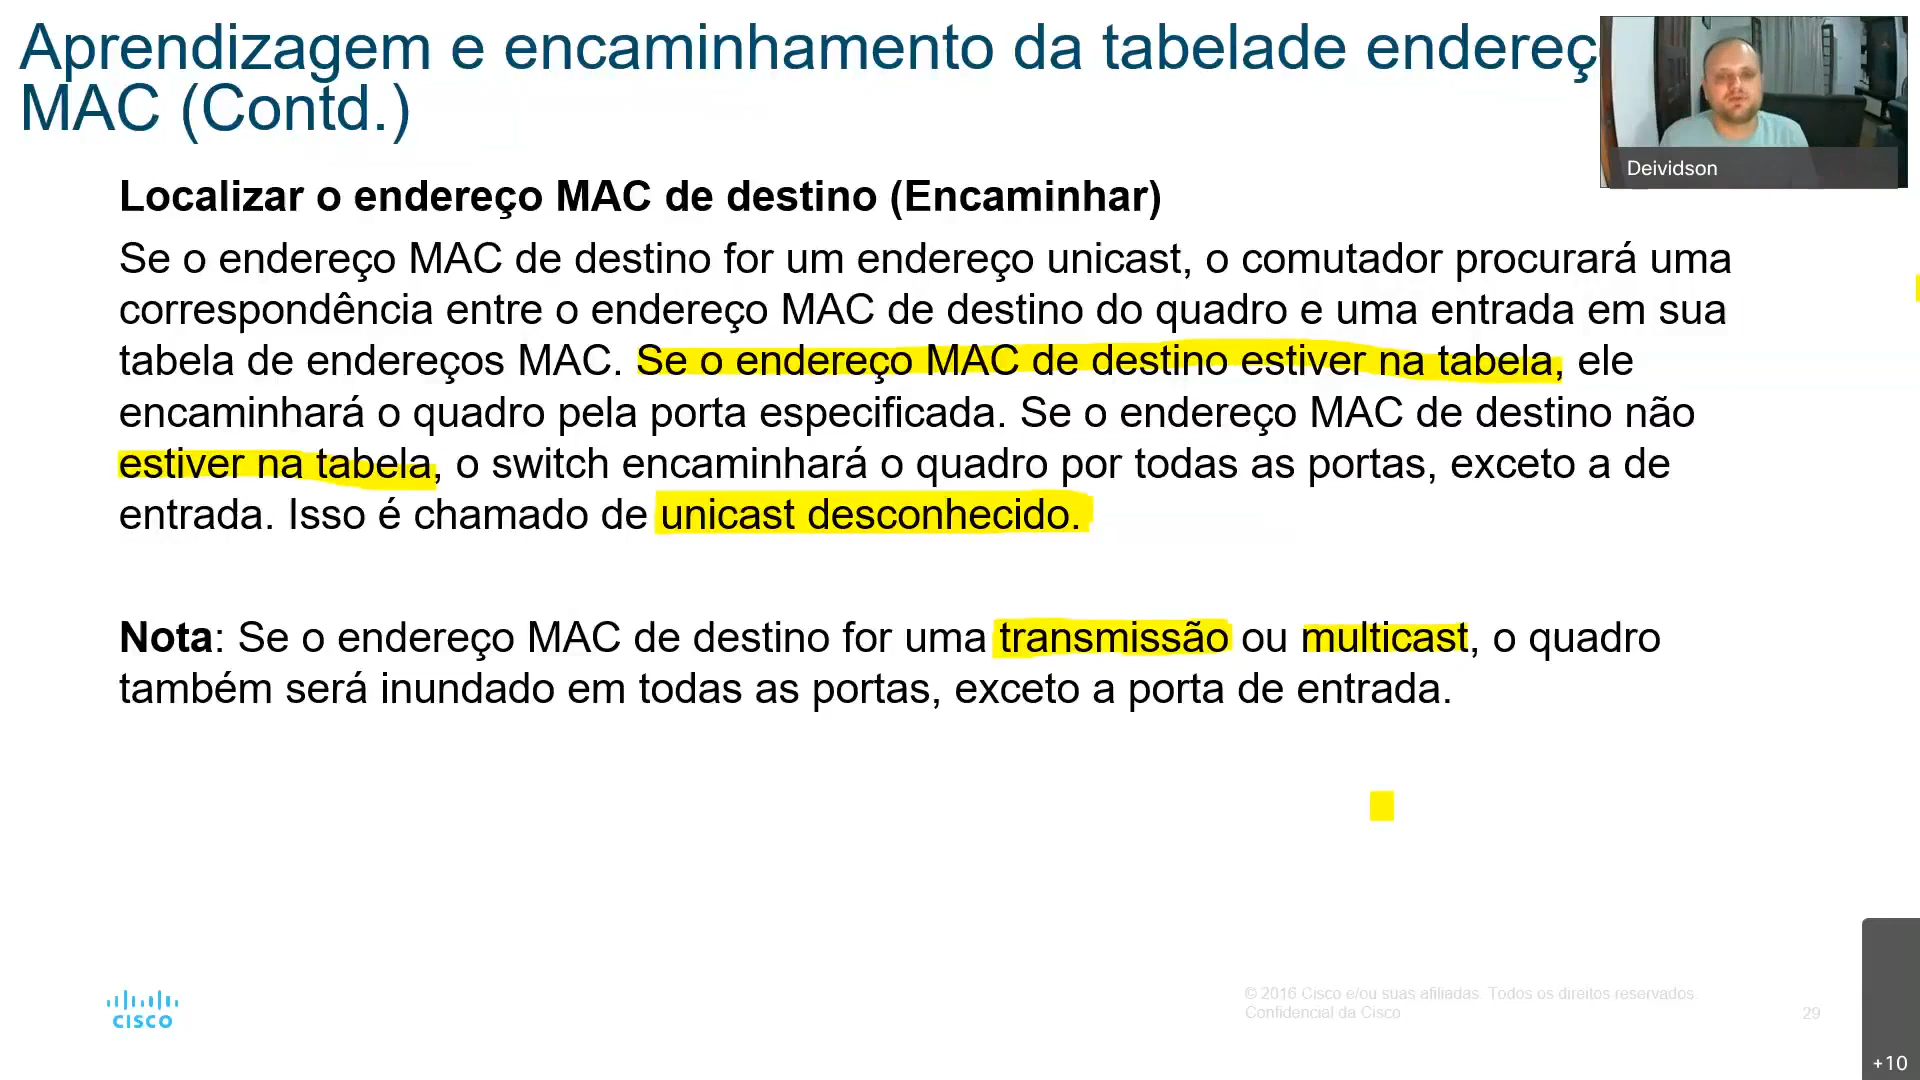 Aprendizagem e encaminhamento da tabelade endereç
MAC (Contd.)
Deividson
Localizar o endereço MAC de destino (Encaminhar)
Se o endereço MAC de destino for um endereço unicast, o comutador procurará uma
correspondência entre o endereço MAC de destino do quadro e uma entrada em sua
tabela de endereços MAC. Se o endereço MAC de destino estiver na tabela, ele
encaminhará o quadro pela porta especificada. Se o endereço MAC de destino não
estiver na tabela, o switch encaminhará o quadro por todas as portas, exceto a de
entrada. Isso é chamado de unicast desconhecido.
Nota: Se o endereço MAC de destino for uma transmissão ou multicast, o quadro
também será inundado em todas as portas, exceto a porta de entrada.
CISCO
© 2016 Cisco e/ou suas afiliadas. Todos os direitos reservados.
Confidencial da Cisco
29
+10